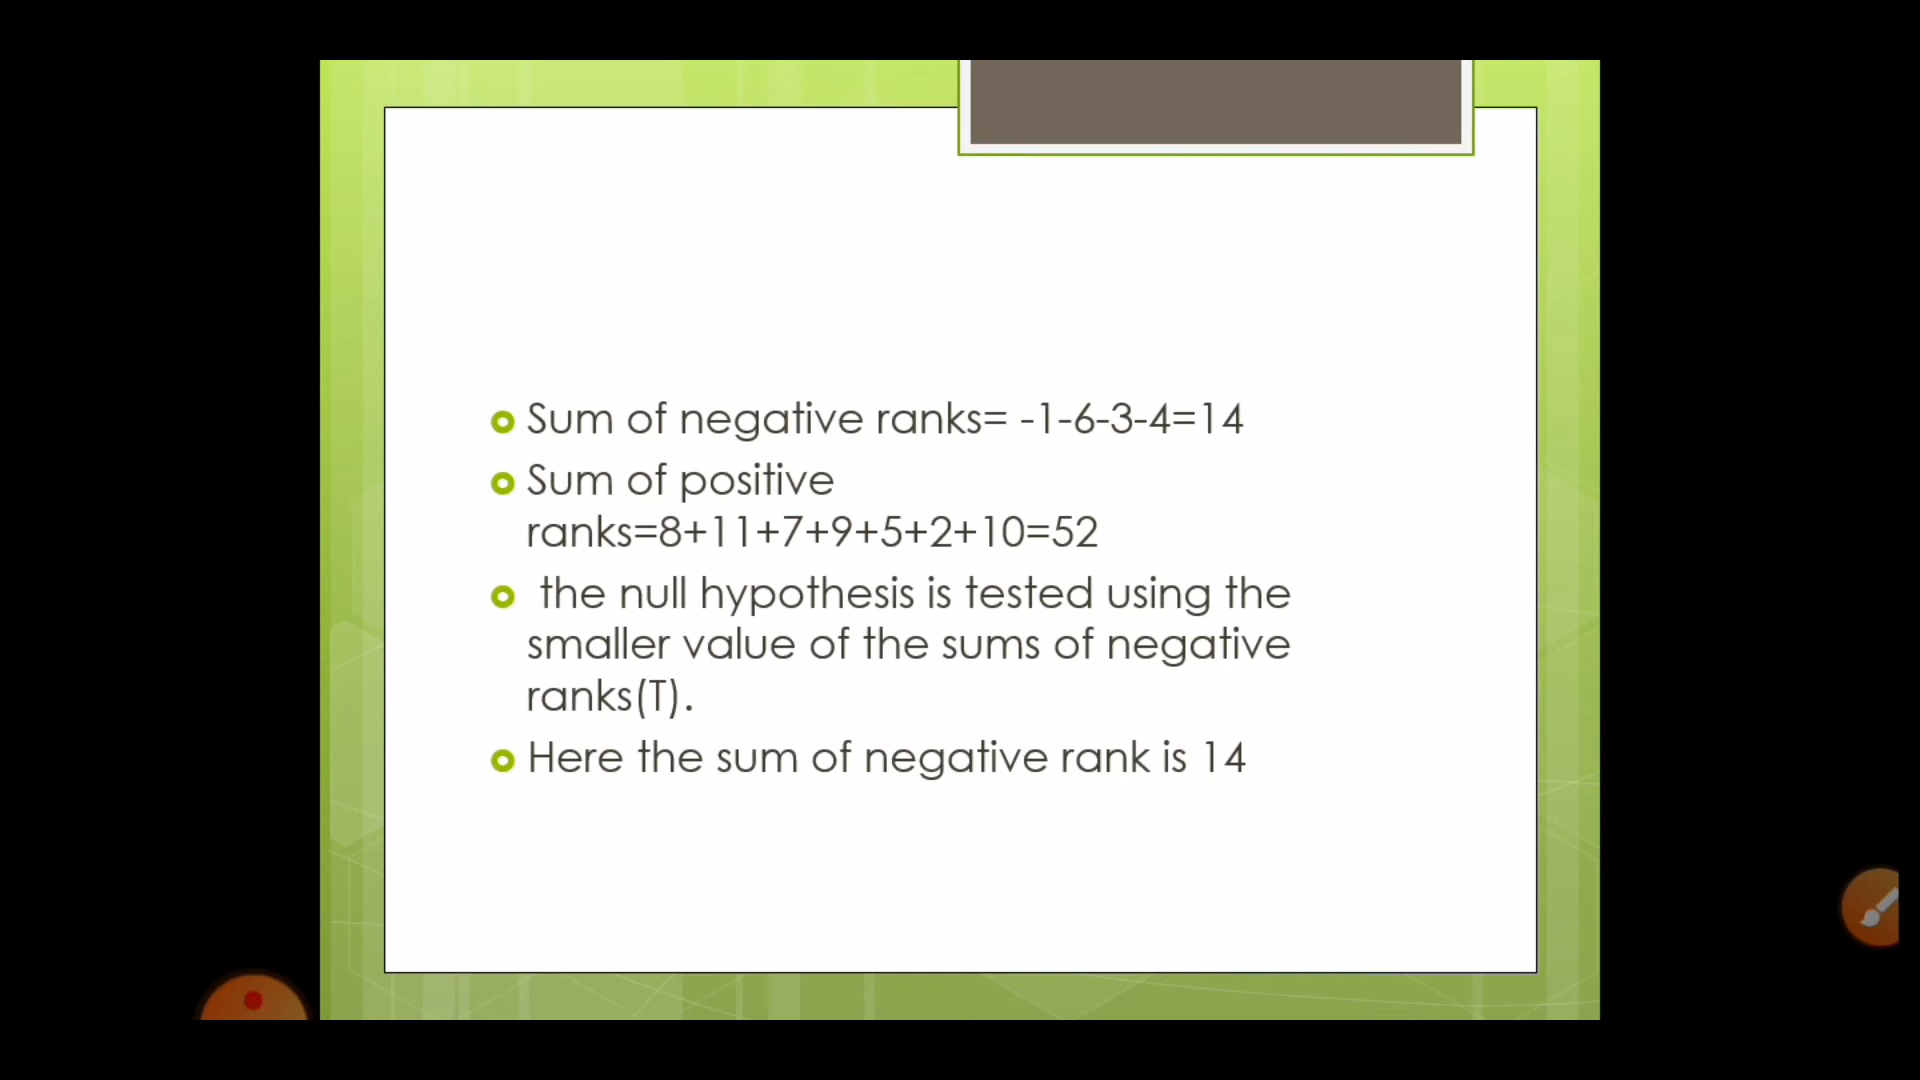 Sum of negative ranks= -1-6-3-4=14
Sum of positive
ranks=8+11+7+9+5+2+10=52
the null hypothesis is tested using the
smaller value of the sums of negative
ranks(T).
Here the sum of negative rank is 14